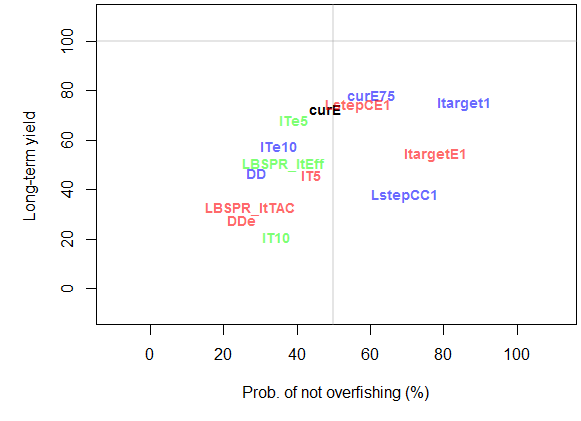 Long-term yield
100
80
60
40
20
0
curE75
Itarget1
LstepCE1
curE
ITe5
ITe10
ItargetE1
LBSPR_ItEff
DD
IT5
LstepCC1
LBSPR_ItTAC
DDe
IT10
0 20 40 60 80 100
Prob. of not overfishing (%)